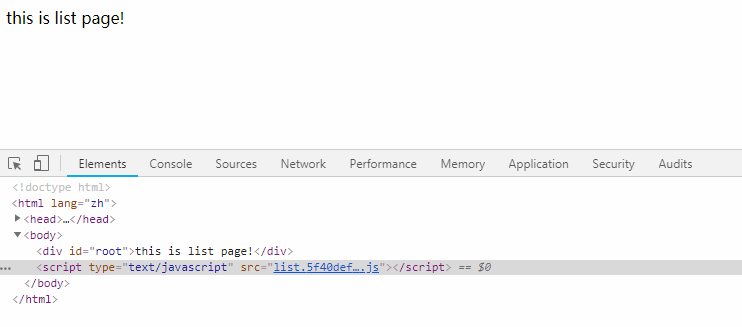 this is list page!
Elements Console Sources Network Performance Memory Application Security Audits
<!doctype html>
<html lang="zh">
<head>…</head>
<body>
<div id="root">this is list page!</div>
… <script type="text/javascript" src="list.5f40def….js"></script> == $0
</body>
</html>